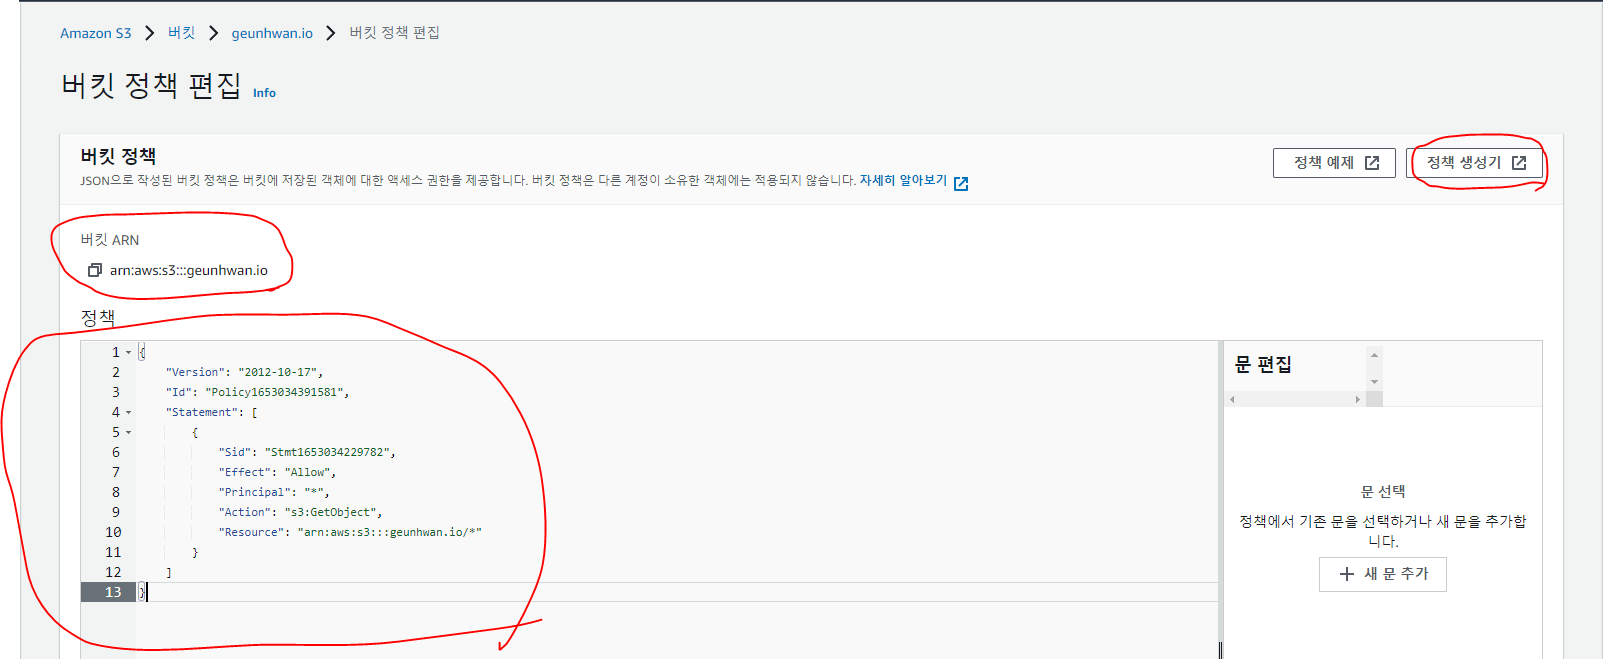 Amazon S3 > 버킷 > geunhwan.io > 버킷 정책 편집
버킷 정책 편집 Info
버킷 정책
정책 예제
정책 생성기
JSON으로 작성된 버킷 정책은 버킷에 저장된 객체에 대한 액세스 권한을 제공합니다. 버킷 정책은 다른 계정이 소유한 객체에는 적용되지 않습니다. 자세히 알아보기
버킷 ARN
arn:aws:s3:::geunhwan.io
정책
1 {
2 "Version": "2012-10-17",
3 "Id": "Policy1653034391581",
4 "Statement": [
5 {
6 "Sid": "Stmt1653034229782",
7 "Effect": "Allow",
8 "Principal": "*",
9 "Action": "s3:GetObject",
10 "Resource": "arn:aws:s3:::geunhwan.io/*"
11 }
12 ]
13 }
문 편집
문 선택
정책에서 기존 문을 선택하거나 새 문을 추가합
니다.
+ 새 문 추가